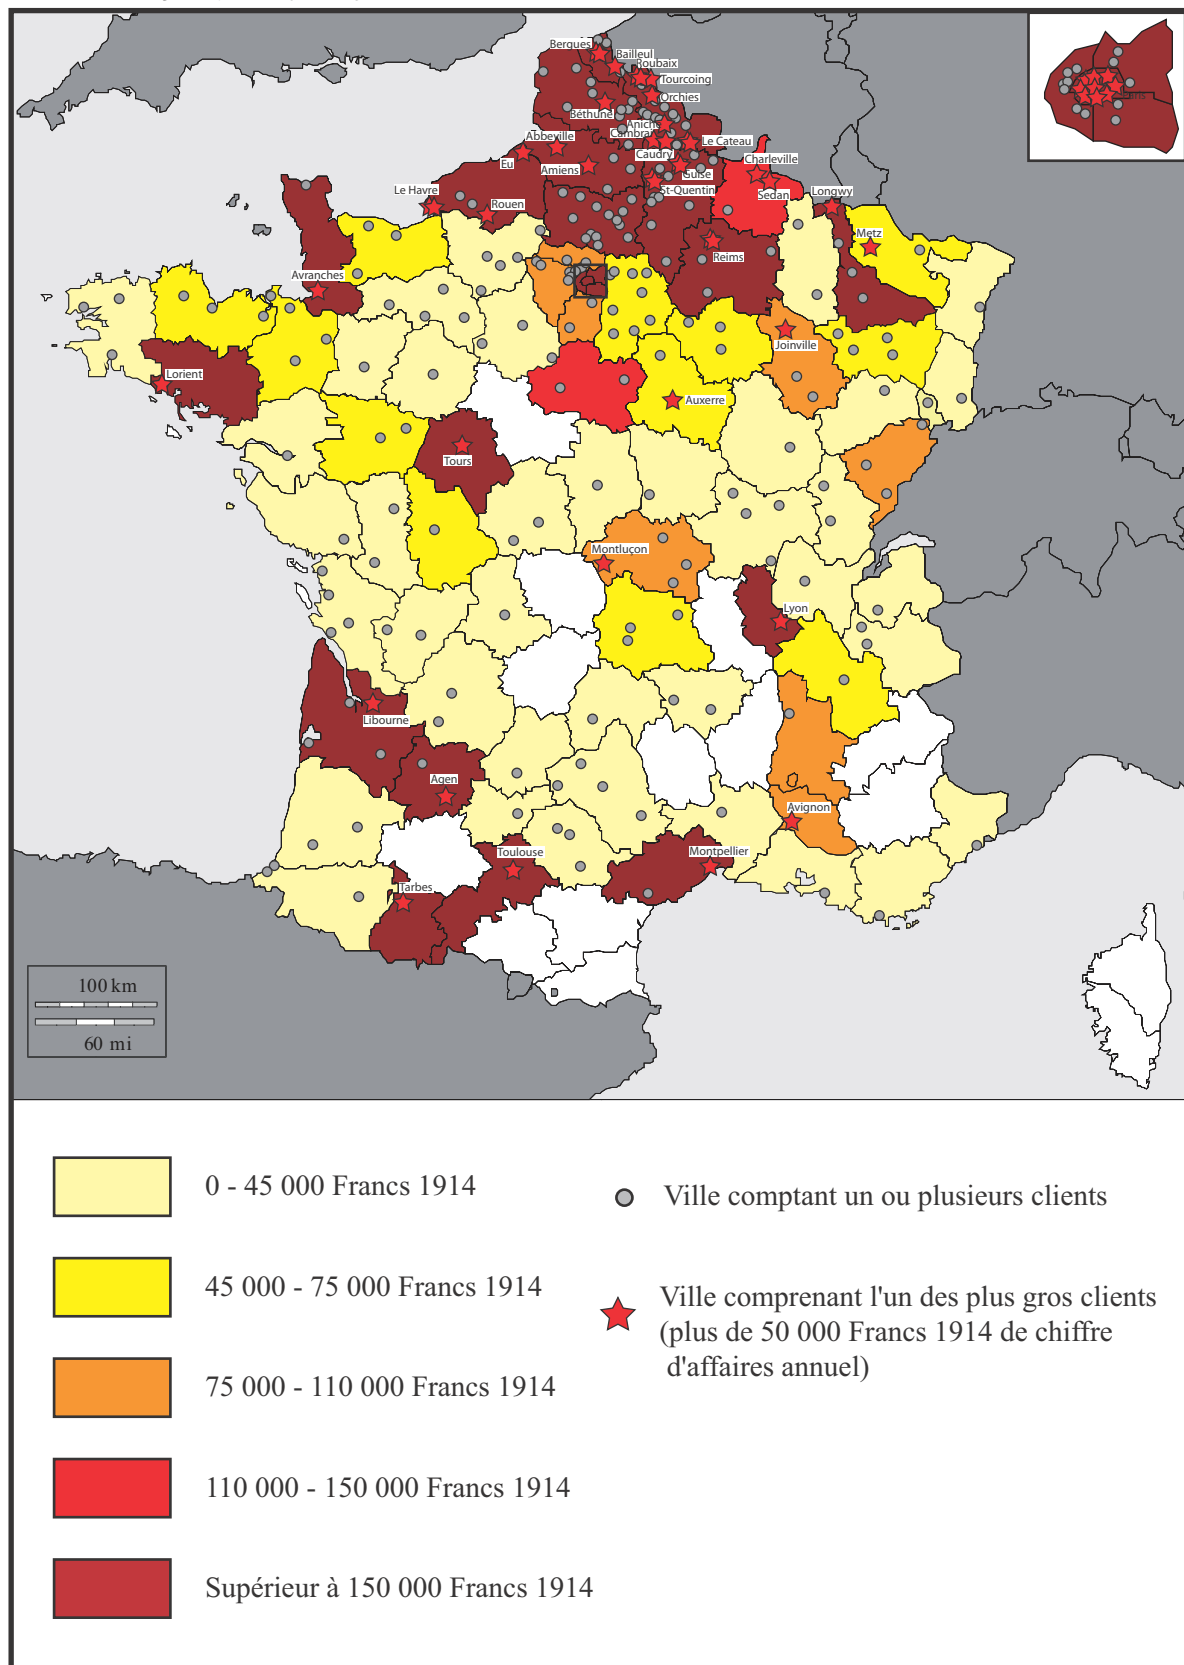 Bergues
Bailleul
Roubaix
Tourcoing
Orchies
Béthune
Aniche
Cambrai
Abbeville
Le Cateau
Eu
Caudry
Charleville
Amiens
Guise
St-Quentin
Sedan
Longwy
Le Havre
Rouen
Metz
Reims
Avranches
Joinville
Lorient
Auxerre
Tours
Montluçon
Lyon
Libourne
Agen
Avignon
Toulouse
Montpellier
Tarbes
Paris
100 km
60 mi
0 - 45 000 Francs 1914
45 000 - 75 000 Francs 1914
75 000 - 110 000 Francs 1914
110 000 - 150 000 Francs 1914
Supérieur à 150 000 Francs 1914
Ville comptant un ou plusieurs clients
Ville comprenant l'un des plus gros clients
(plus de 50 000 Francs 1914 de chiffre
d'affaires annuel)